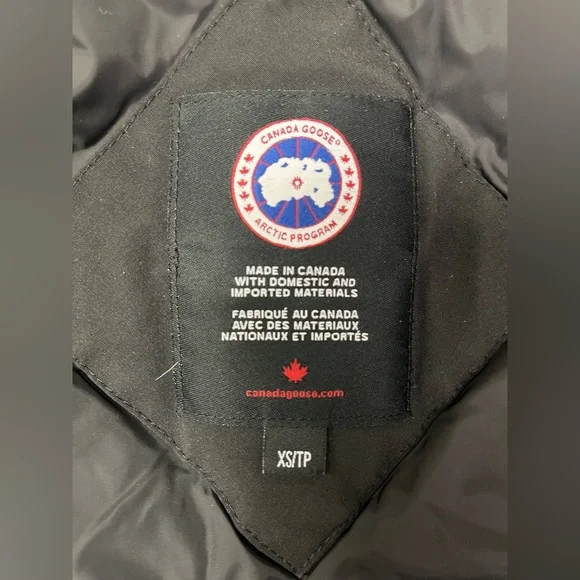 CANADA GOOSE®
ARCTIC PROGRAM
MADE IN CANADA
WITH DOMESTIC AND
IMPORTED MATERIALS
FABRIQUÉ AU CANADA
AVEC DES MATERIAUX
NATIONAUX ET IMPORTÉS
canadagoose.com
XS/TP